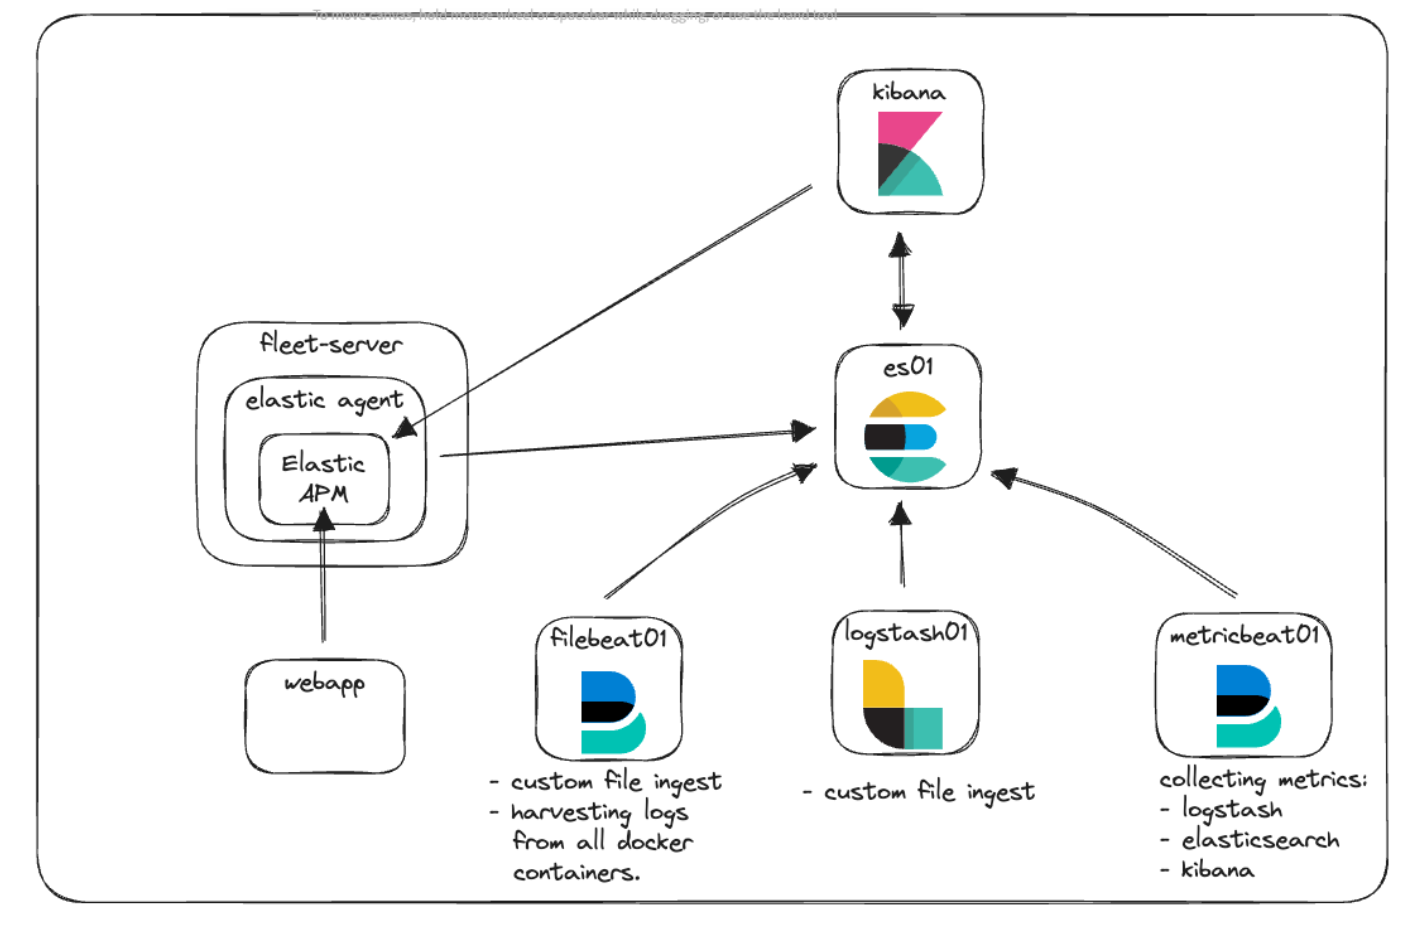 To move canvas, hold mouse wheel or spacebar while dragging, or use the hand tool
kibana
fleet-server
elastic agent
Elastic
APM
es01
webapp
filebeat01
- custom file ingest
- harvesting logs
from all docker
containers.
logstash01
- custom file ingest
metricbeat01
collecting metrics:
- logstash
- elasticsearch
- kibana